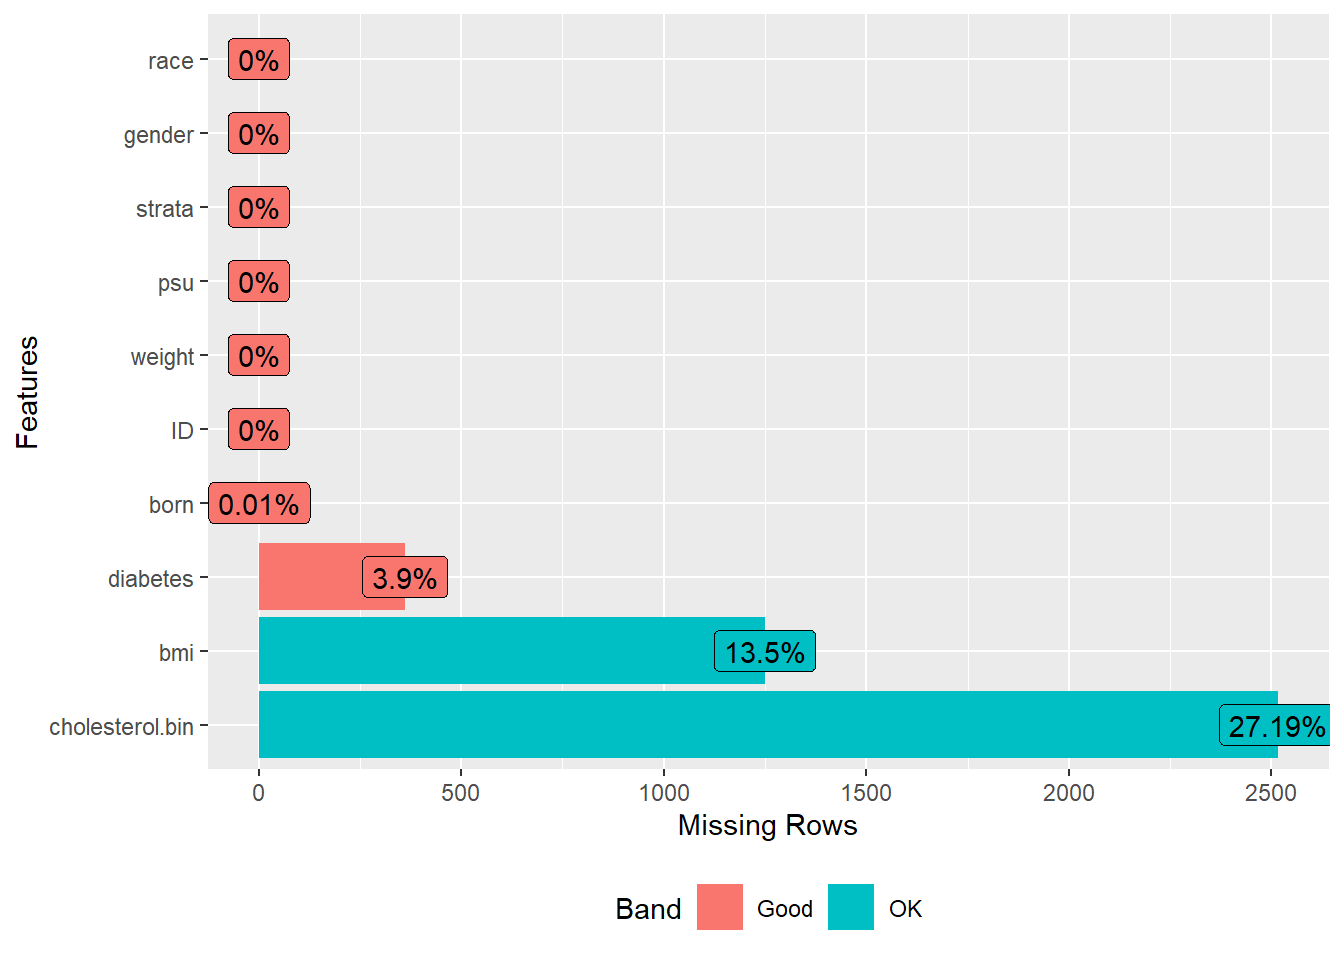 race 0%
gender 0%
strata 0%
psu 0%
weight 0%
ID 0%
born 0.01%
diabetes 3.9%
bmi 13.5%
cholesterol.bin 27.19%
Features
0 500 1000 1500 2000 2500
Missing Rows
Band Good OK